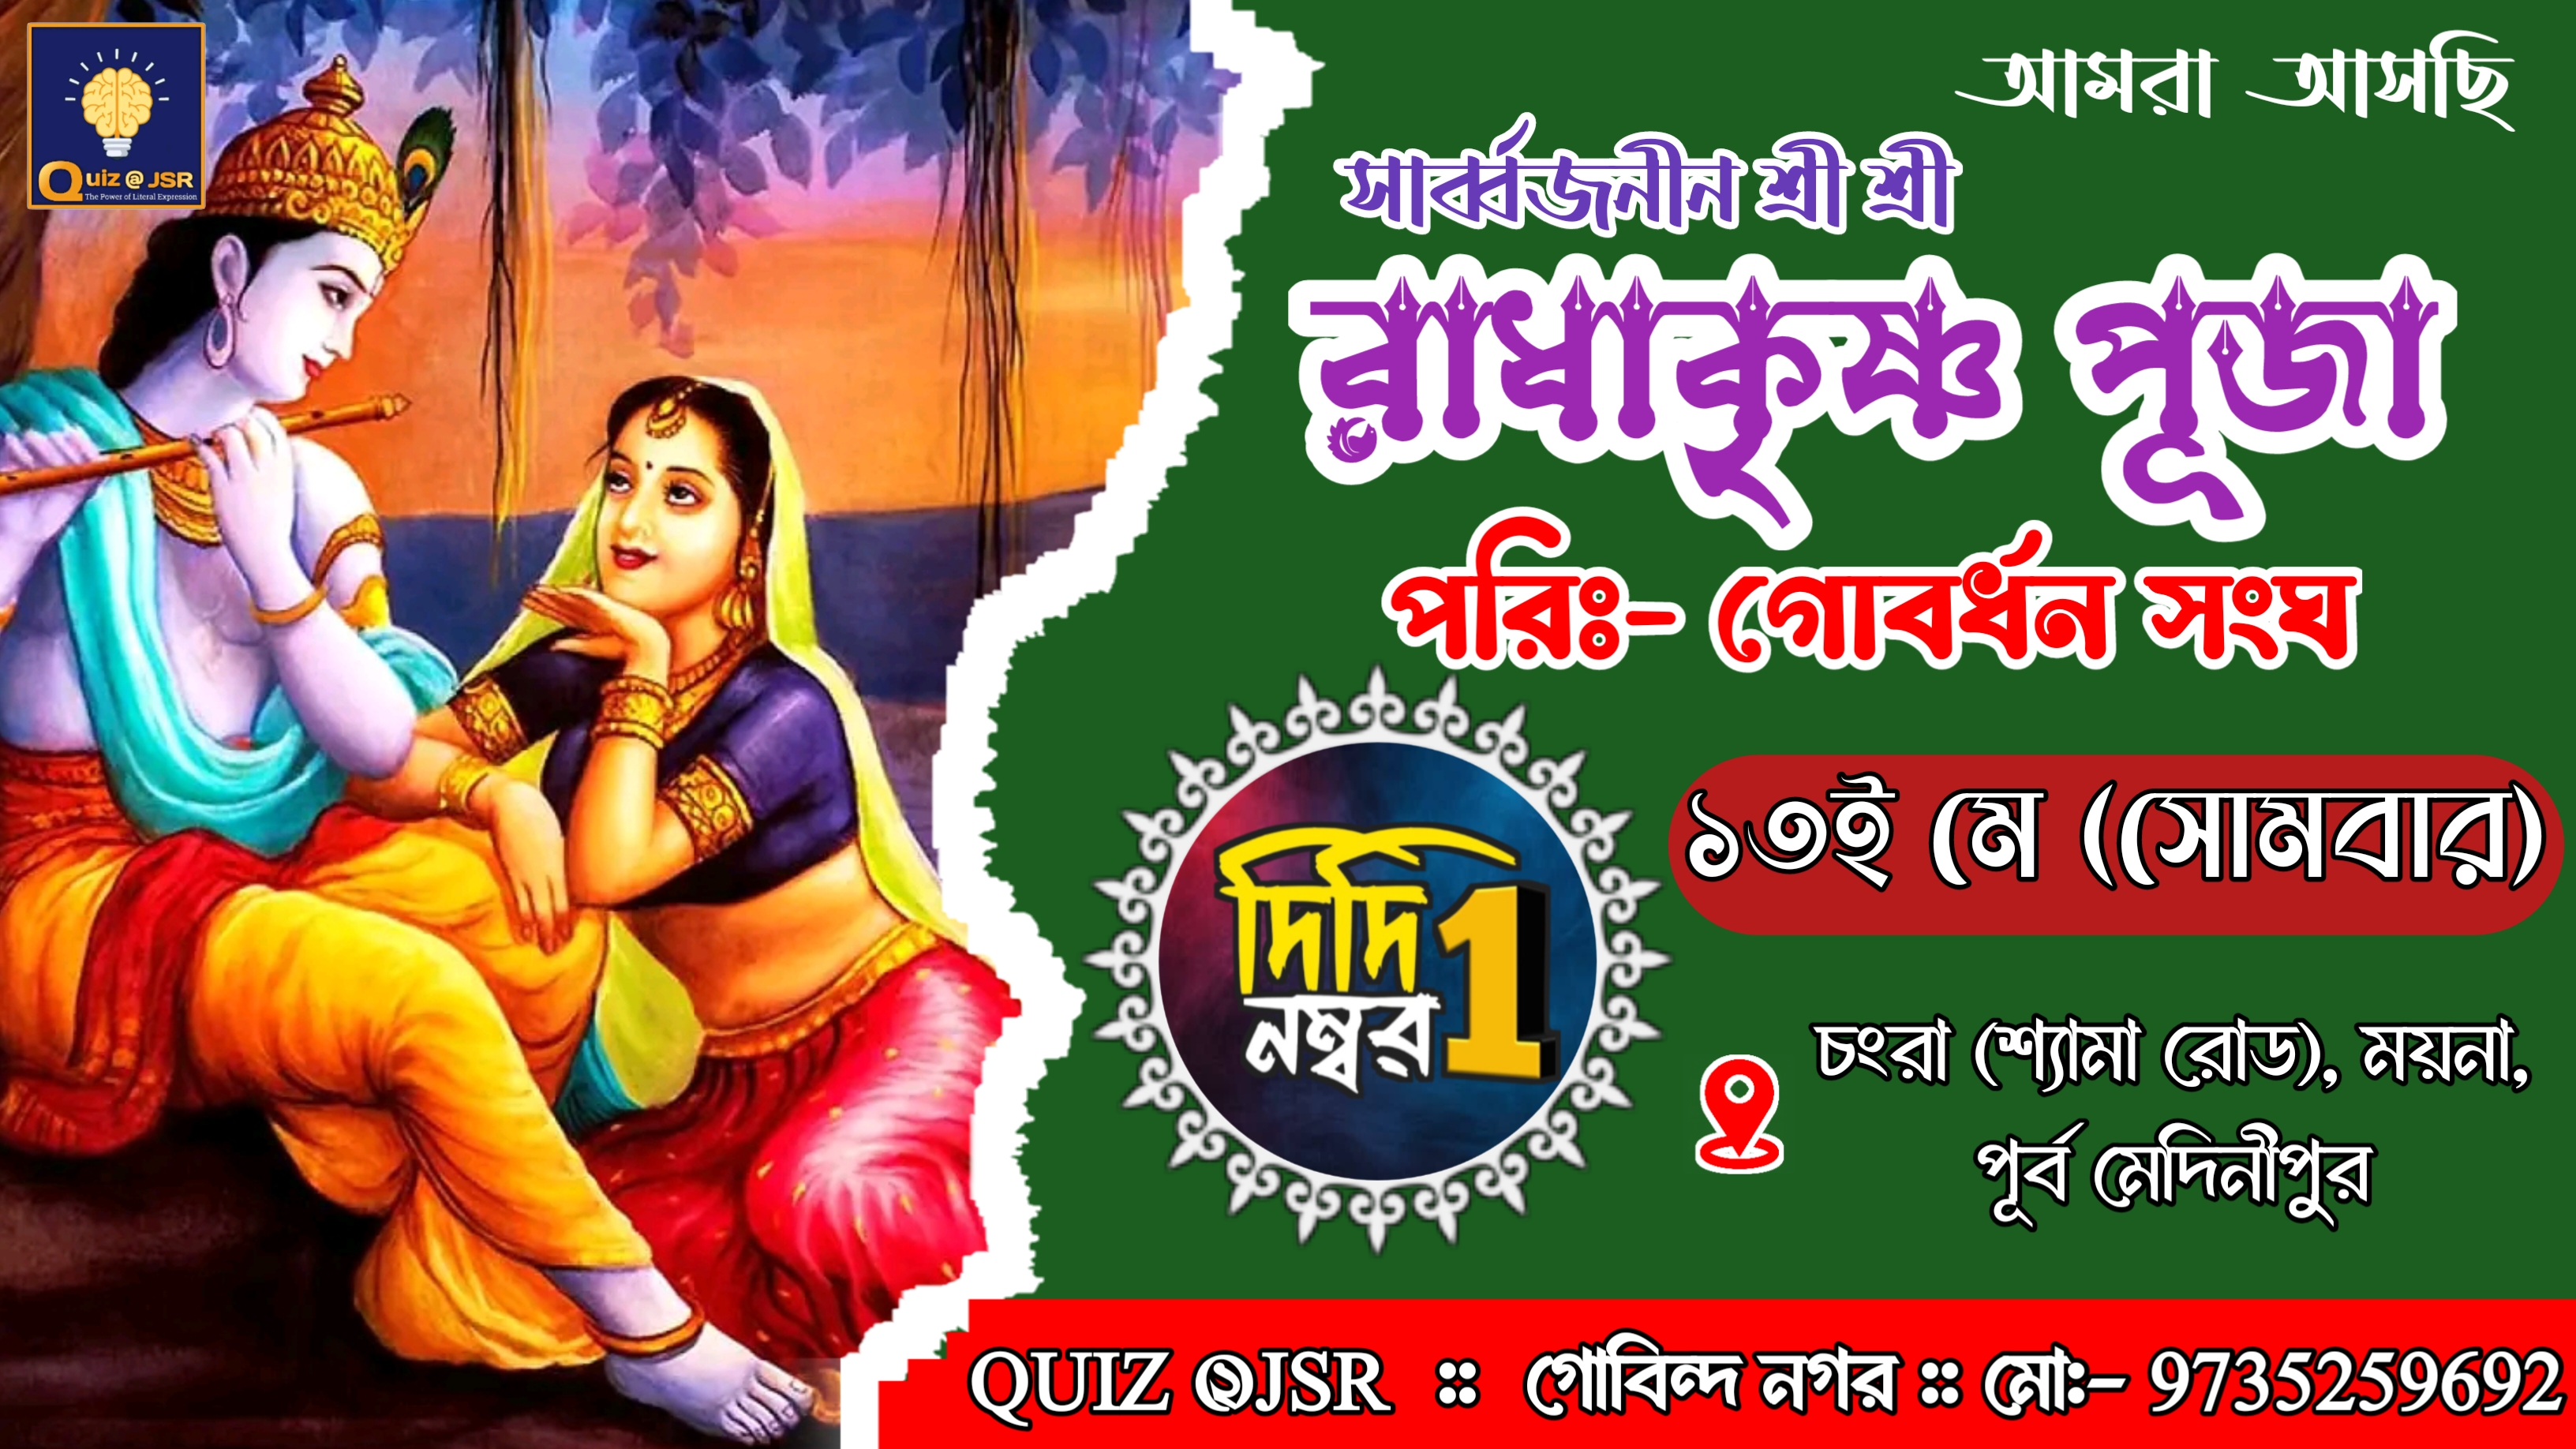 Quiz @ JSR
The Power of Literal Expression
আমরা আসছি
সার্ব্বজনীন শ্রী শ্রী
রাধাকৃষ্ণ পূজা
পরিঃ- গোবর্ধন সংঘ
১৩ই মে (সোমবার)
দিদি
নম্বর 1
চংরা (শ্যামা রোড), ময়না,
পূর্ব মেদিনীপুর
QUIZ @JSR :: গোবিন্দ নগর :: মোঃ- 9735259692